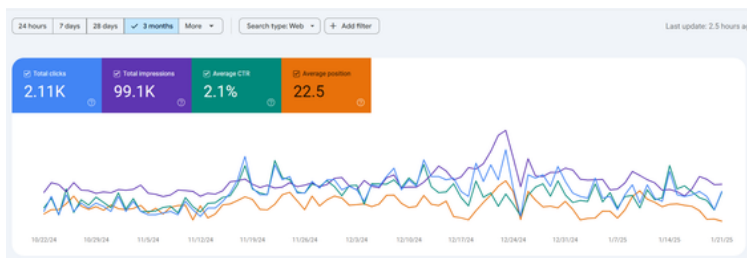 24 hours 7 days 28 days 3 months More Search type: Web + Add filter Last update: 2.5 hours a
Total clicks Total impressions Average CTR Average position
2.11K 99.1K 2.1% 22.5
10/22/24 10/29/24 11/5/24 11/12/24 11/19/24 11/26/24 12/3/24 12/10/24 12/17/24 12/24/24 12/31/24 1/7/25 1/14/25 1/21/25